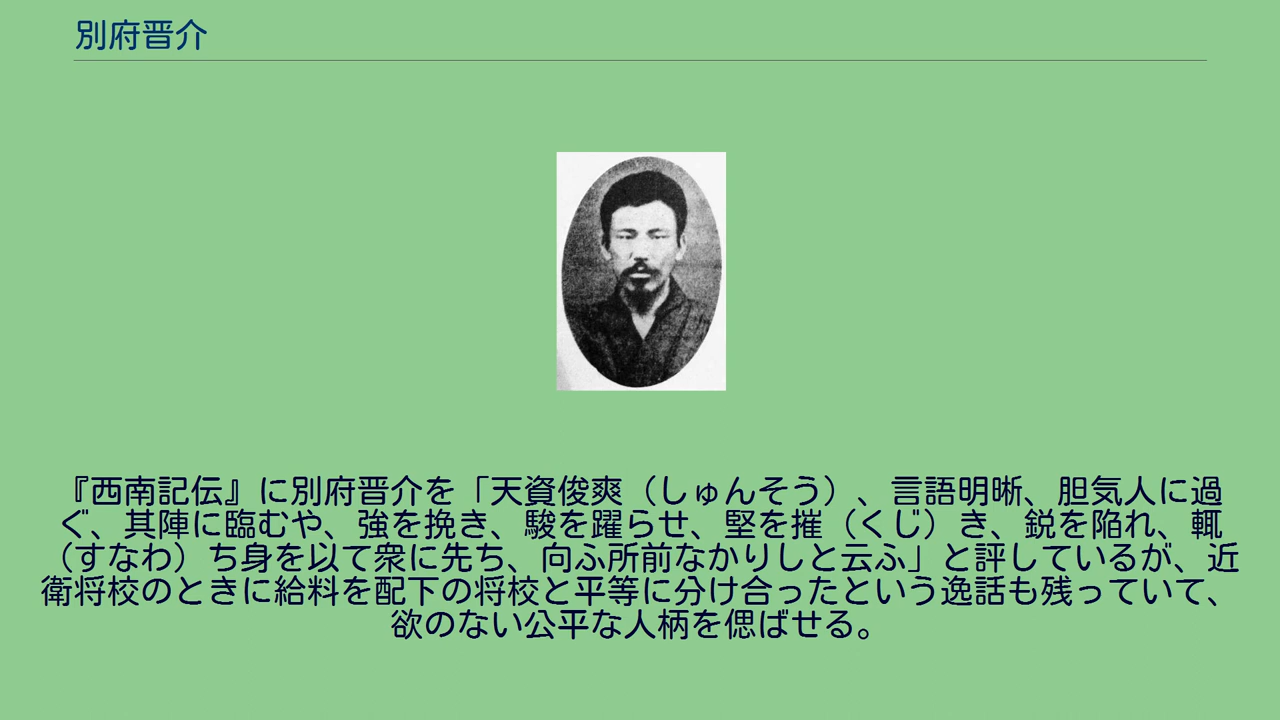 別府晋介
『西南記伝』に別府晋介を「天資俊爽（しゅんそう）、言語明晰、胆気人に過
ぐ、其陣に臨むや、強を挽き、駿を躍らせ、堅を摧（くじ）き、鋭を陥れ、輒
（すなわ）ち身を以て衆に先ち、向ふ所前なかりしと云ふ」と評しているが、近
衛将校のときに給料を配下の将校と平等に分け合ったという逸話も残っていて、
欲のない公平な人柄を偲ばせる。